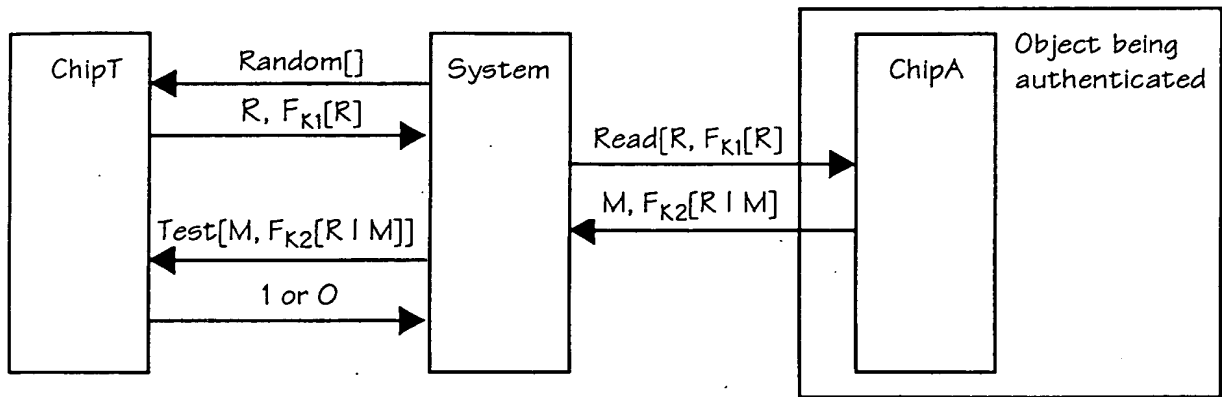 ChipT
Random[]
System
ChipA
Object being
authenticated
R, F_K1[R]
Read[R, F_K1[R]
M, F_K2[R | M]
Test[M, F_K2[R | M]]
1 or 0